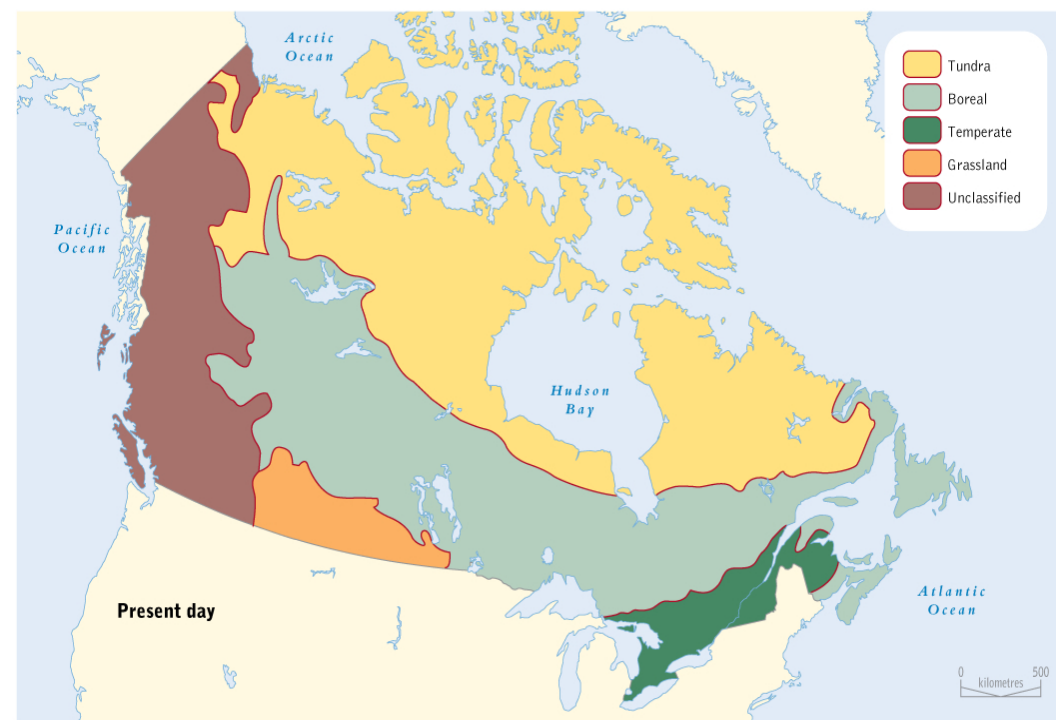 Arctic
Ocean
Tundra
Boreal
Temperate
Grassland
Unclassified
Pacific
Ocean
Hudson
Bay
Present day
Atlantic
Ocean
0 500
kilometres